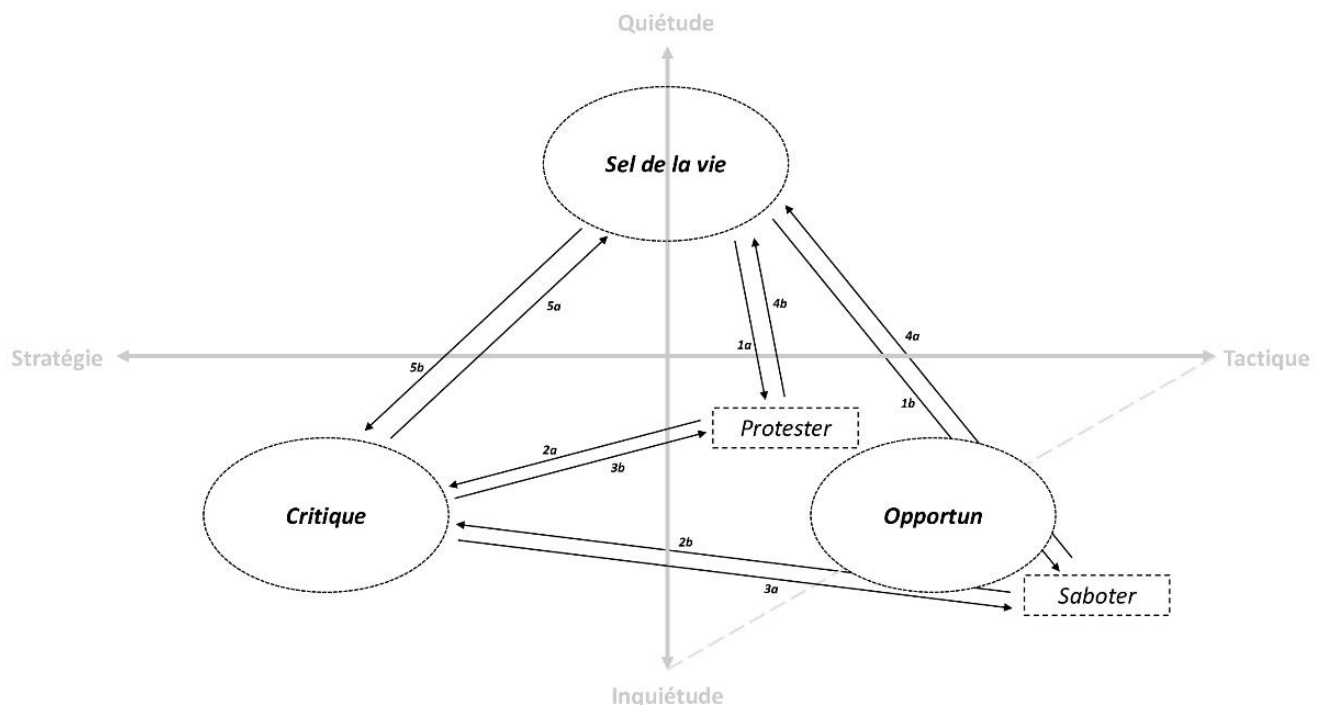 Quiétude
Sel de la vie
5a
4b
4a
1a
Stratégie
Tactique
5b
1b
Protester
2a
3b
Critique
Opportun
2b
3a
Saboter
Inquiétude